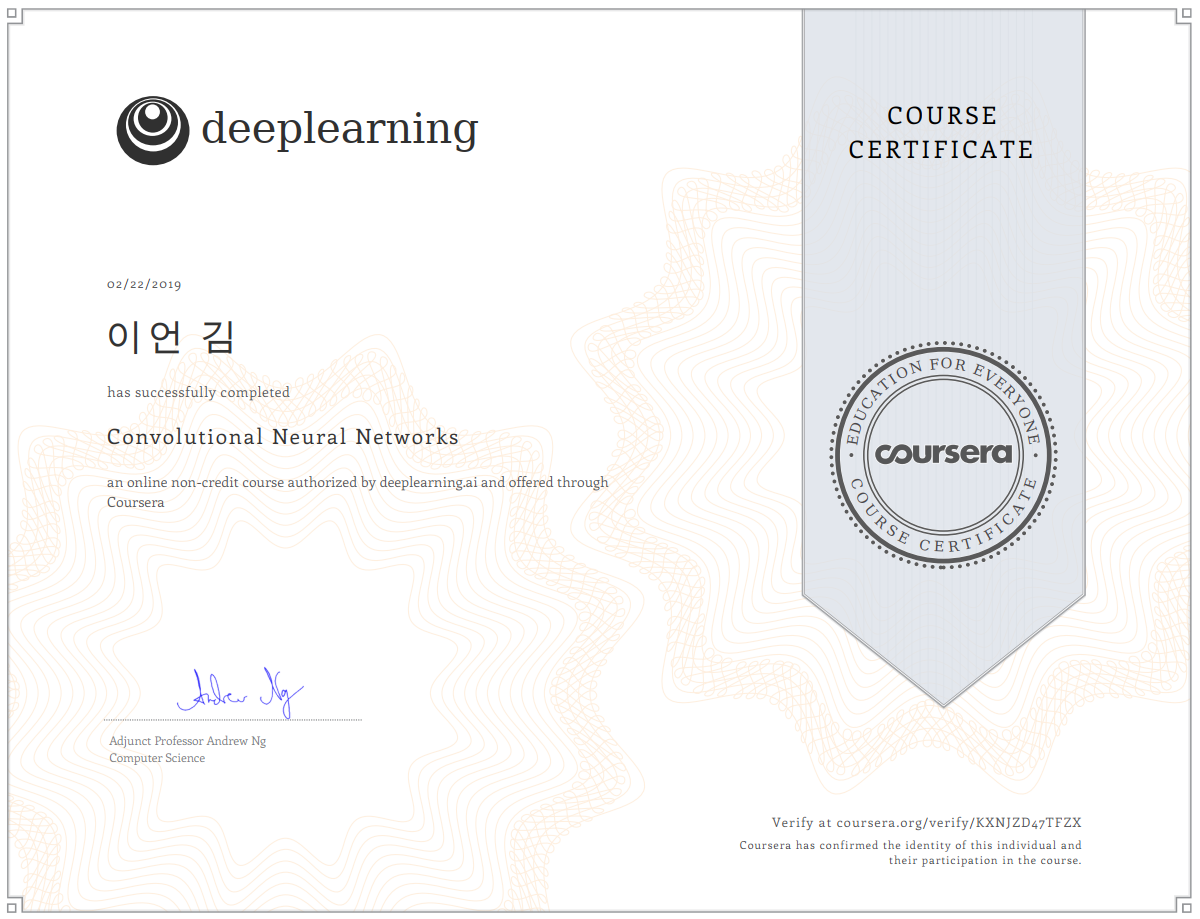 deeplearning
COURSE
CERTIFICATE
02/22/2019
이언 김
has successfully completed
Convolutional Neural Networks
an online non-credit course authorized by deeplearning.ai and offered through
Coursera
EDUCATION FOR EVERYONE
coursera
COURSE CERTIFICATE
Andrew Ng
Adjunct Professor Andrew Ng
Computer Science
Verify at coursera.org/verify/KXNJZD47TFZX
Coursera has confirmed the identity of this individual and
their participation in the course.